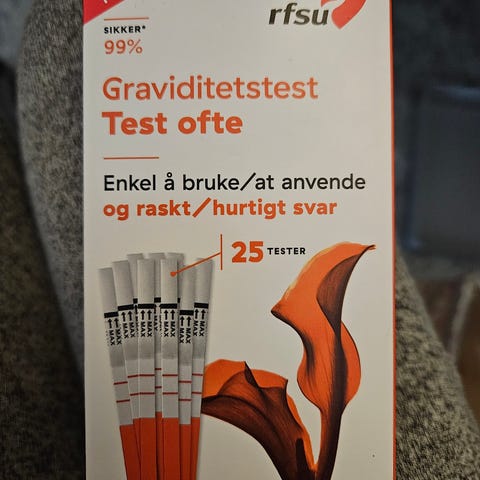 rfsu
SIKKER*
99%
Graviditetstest
Test ofte
Enkel å bruke/at anvende
og raskt/hurtigt svar
25 TESTER
MAX
MAX
MAX
MAX
MAX
MAX